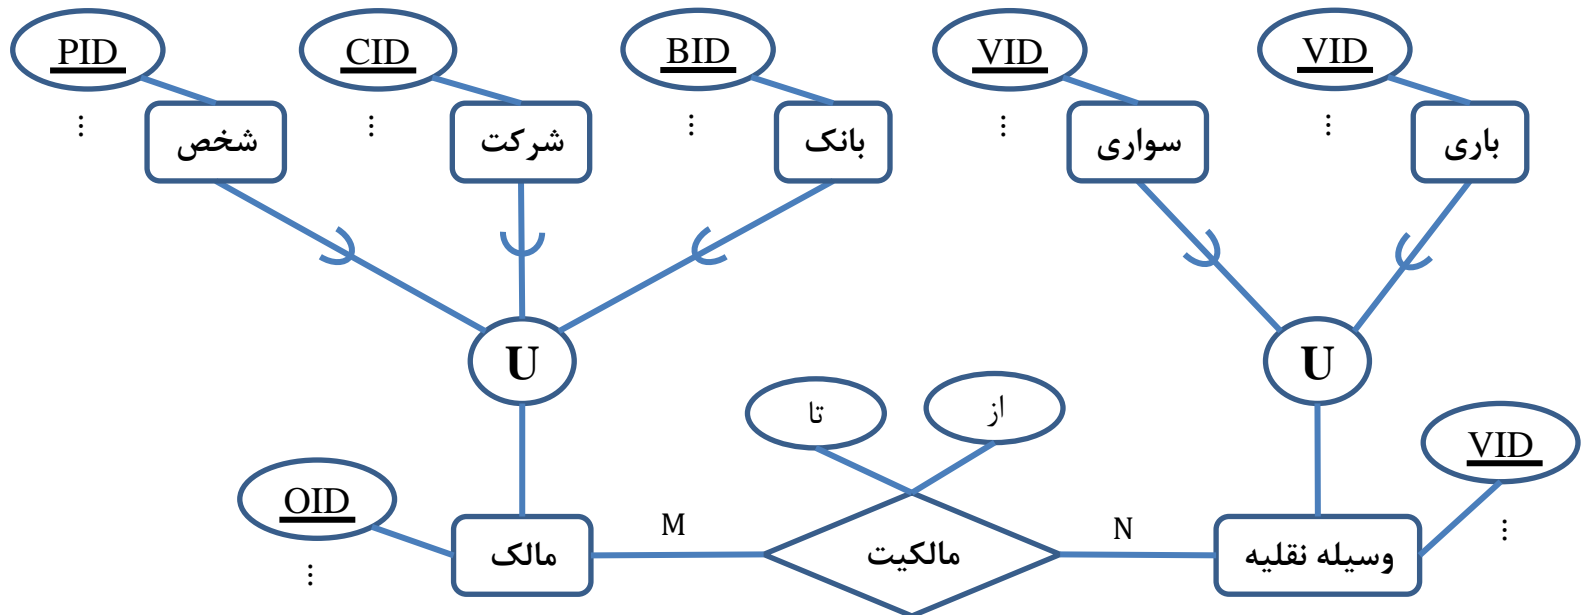 PID
CID
BID
VID
VID
⋮
⋮
⋮
⋮
⋮
شخص
شرکت
بانک
سواری
باری
U
U
تا
از
VID
OID
M
N
مالک
مالکیت
وسیله نقلیه
⋮
⋮